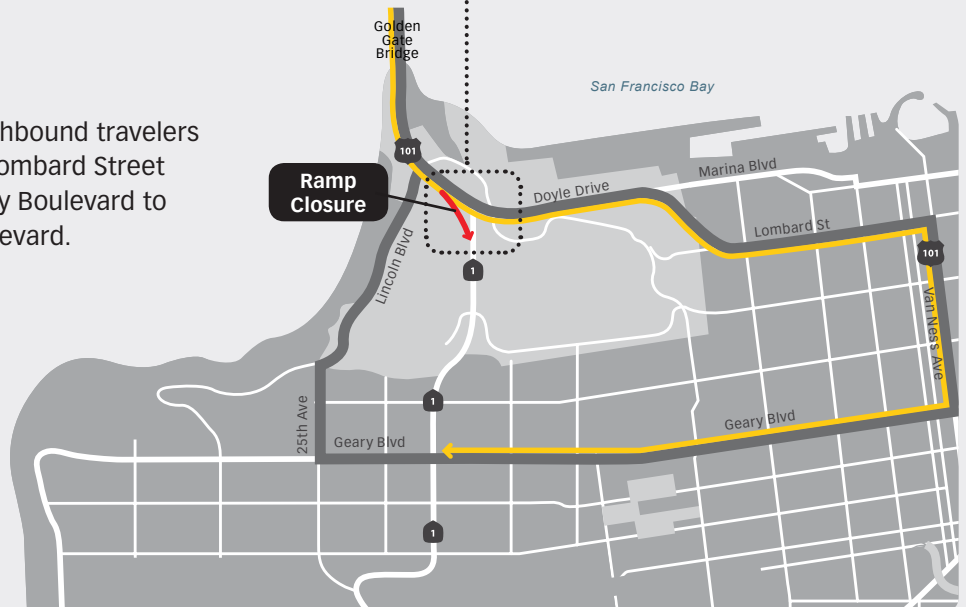 Golden
Gate
Bridge
San Francisco Bay
hbound travelers
ombard Street
y Boulevard to
evard.
101
Ramp
Closure
Doyle Drive
Marina Blvd
Lombard St
101
Lincoln Blvd
1
Van Ness Ave
1
25th Ave
Geary Blvd
Geary Blvd
1